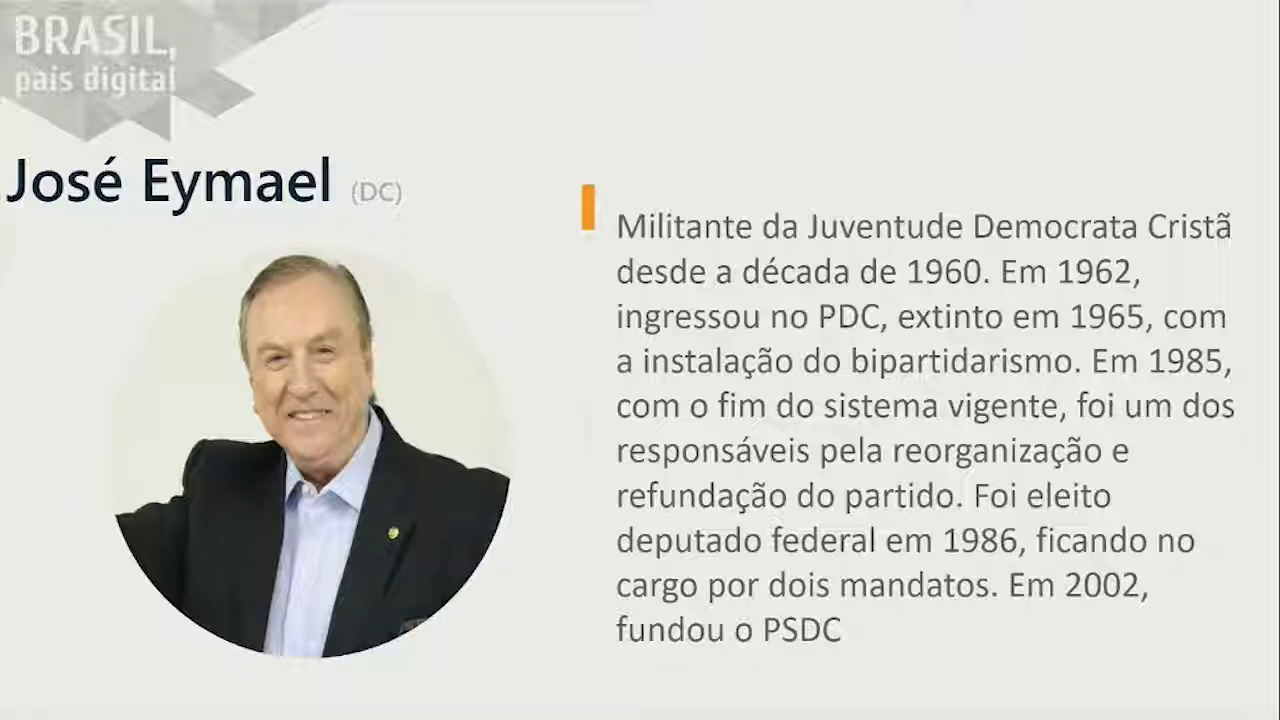 BRASIL,
país digital
José Eymael (DC)
Militante da Juventude Democrata Cristã
desde a década de 1960. Em 1962,
ingressou no PDC, extinto em 1965, com
a instalação do bipartidarismo. Em 1985,
com o fim do sistema vigente, foi um dos
responsáveis pela reorganização e
refundação do partido. Foi eleito
deputado federal em 1986, ficando no
cargo por dois mandatos. Em 2002,
fundou o PSDC